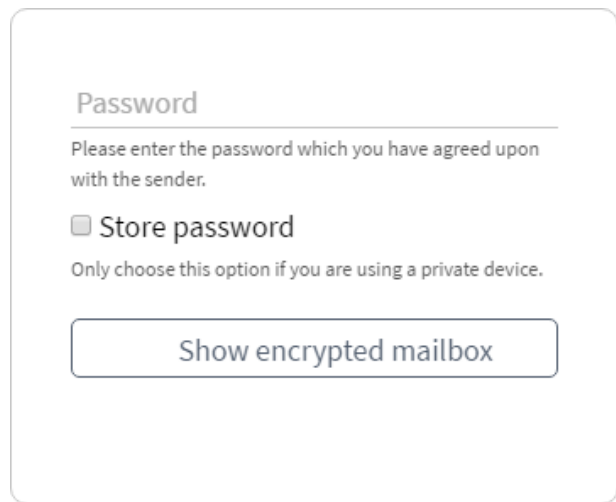 Password
Please enter the password which you have agreed upon
with the sender.
Store password
Only choose this option if you are using a private device.
Show encrypted mailbox